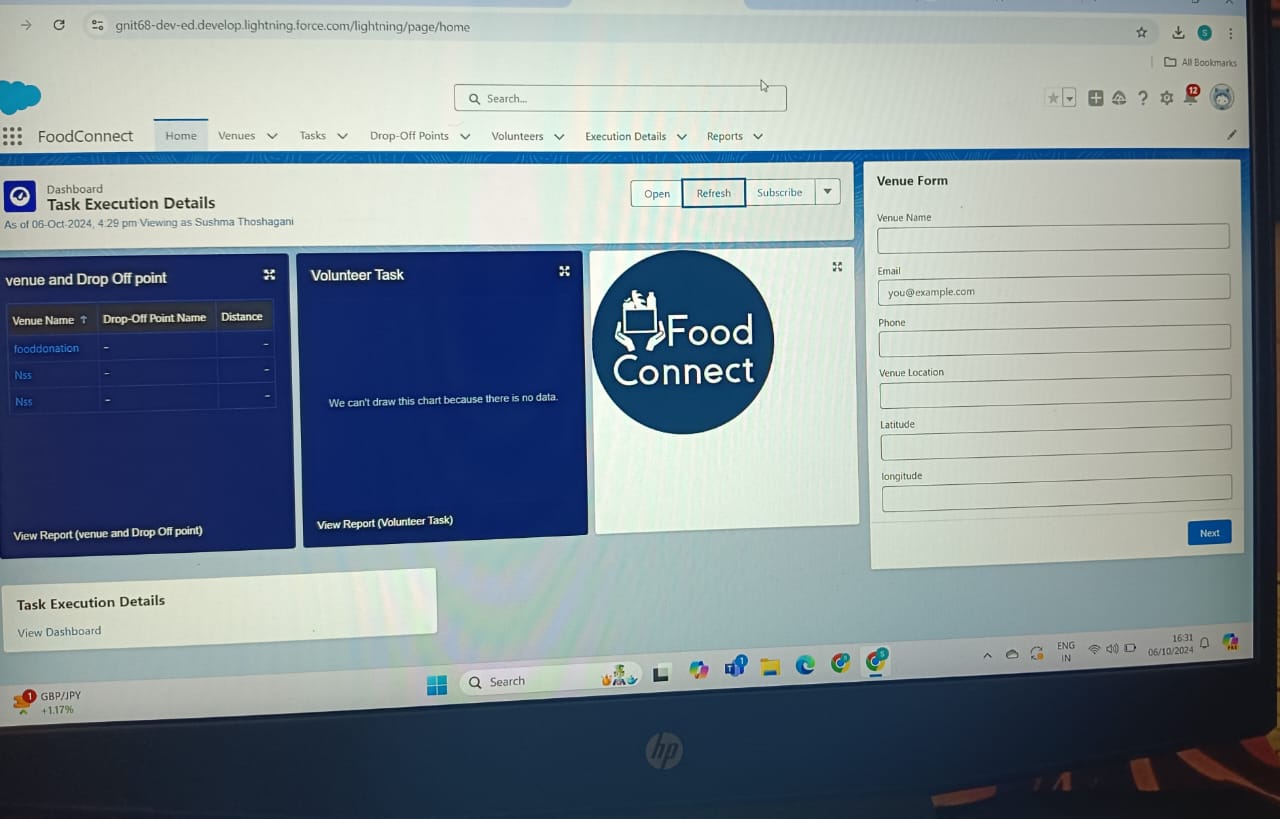 gnit68-dev-ed.develop.lightning.force.com/lightning/page/home
All Bookmarks
Search...
12
FoodConnect Home Venues Tasks Drop-Off Points Volunteers Execution Details Reports
Dashboard
Task Execution Details
As of 06-Oct-2024, 4:29 pm·Viewing as Sushma Thoshagani
Open Refresh Subscribe
venue and Drop Off point
Venue Name ↑ Drop-Off Point Name Distance
fooddonation - -
Nss - -
Nss - -
View Report (venue and Drop Off point)
Volunteer Task
We can't draw this chart because there is no data.
View Report (Volunteer Task)
Food
Connect
Venue Form
Venue Name
Email
you@example.com
Phone
Venue Location
Latitude
longitude
Next
Task Execution Details
View Dashboard
1
GBP/JPY
+1.17%
Search
1
S
ENG
IN
16:31
06/10/2024
hp